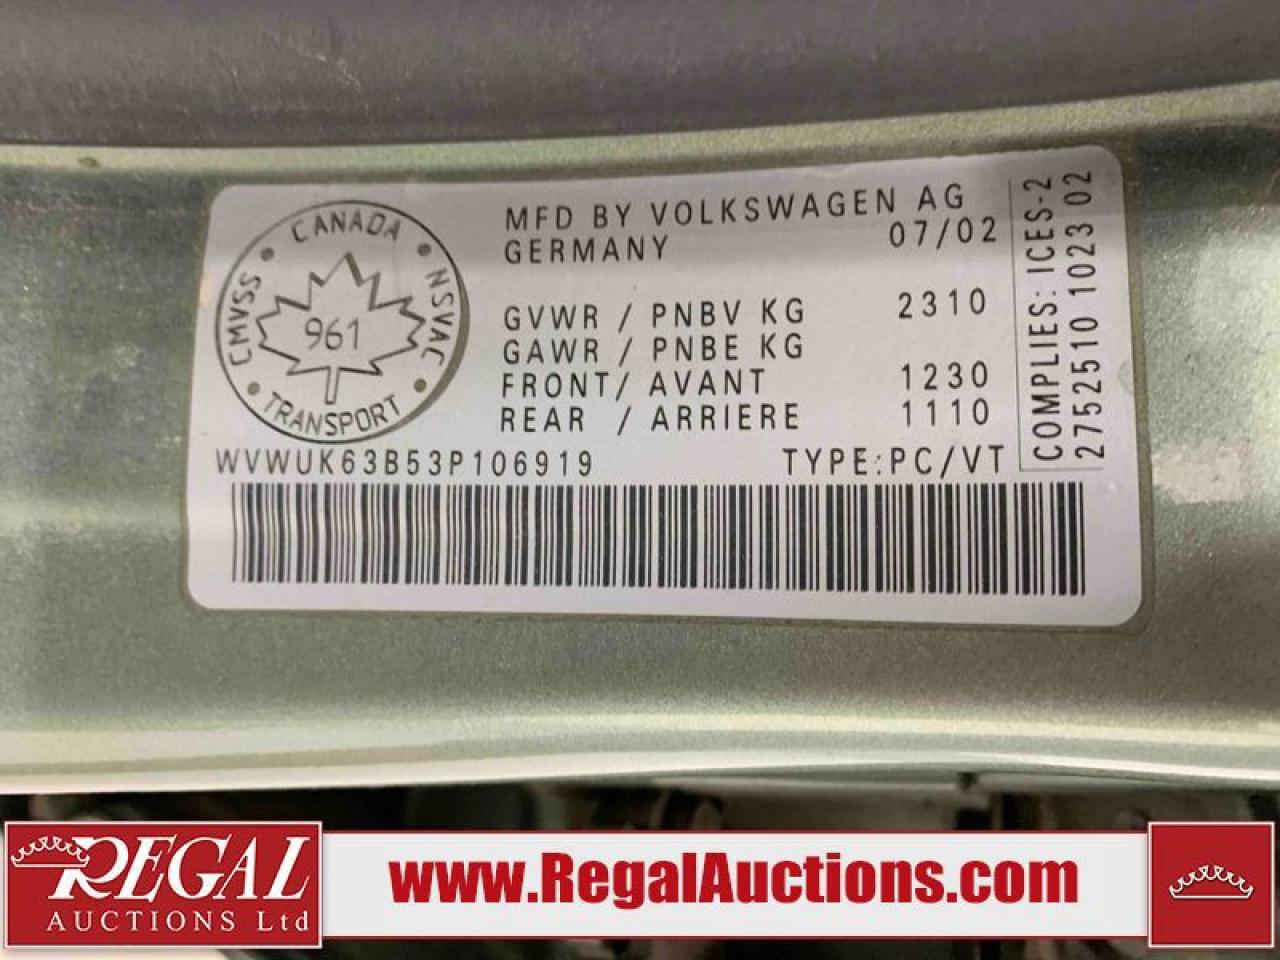 CANADA
CMVSS
961
NSVAC
TRANSPORT
MFD BY VOLKSWAGEN AG
GERMANY 07/02
GVWR / PNBV KG 2310
GAWR / PNBE KG
FRONT/ AVANT 1230
REAR / ARRIERE 1110
WVWUK63B53P106919 TYPE:PC/VT
COMPLIES: ICES-2
2752510 1023 02
REGAL
AUCTIONS Ltd
www.RegalAuctions.com